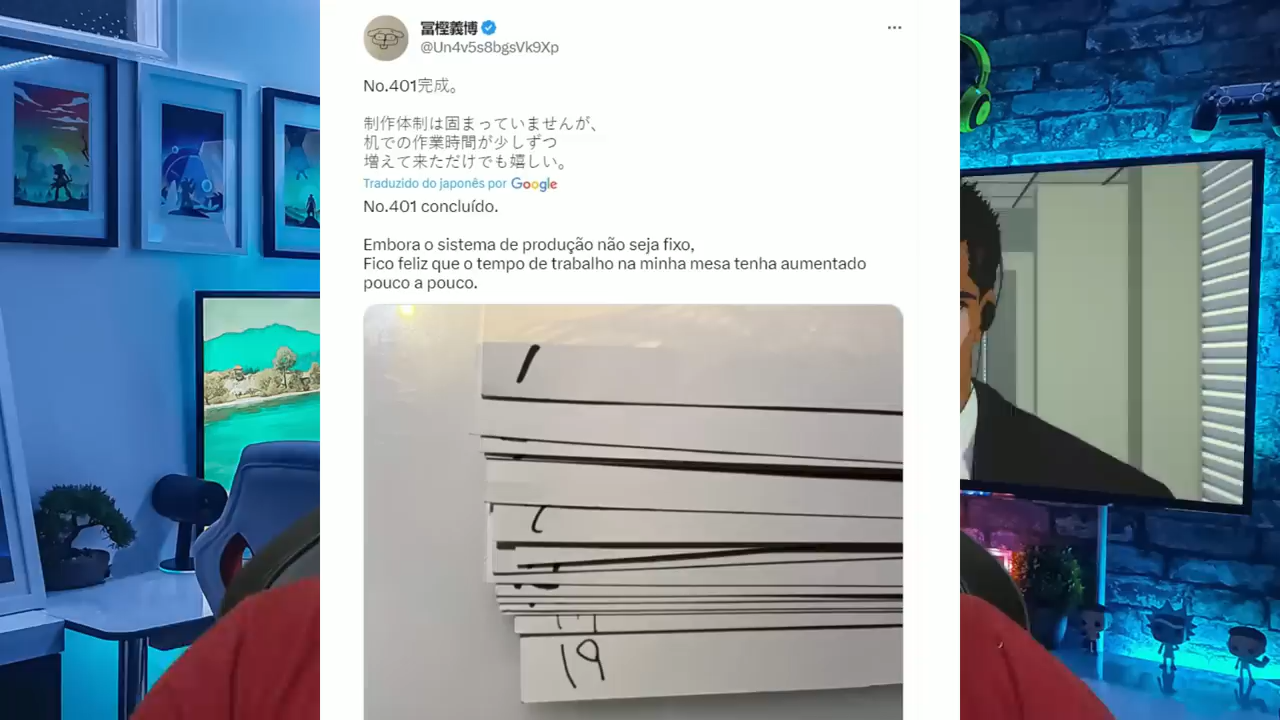 冨樫義博
@Un4v5s8bgsVk9Xp
No.401完成。
制作体制は固まっていませんが、
机での作業時間が少しずつ
増えて来ただけでも嬉しい。
Traduzido do japonês por Google
No.401 concluído.
Embora o sistema de produção não seja fixo,
Fico feliz que o tempo de trabalho na minha mesa tenha aumentado
pouco a pouco.
1
19